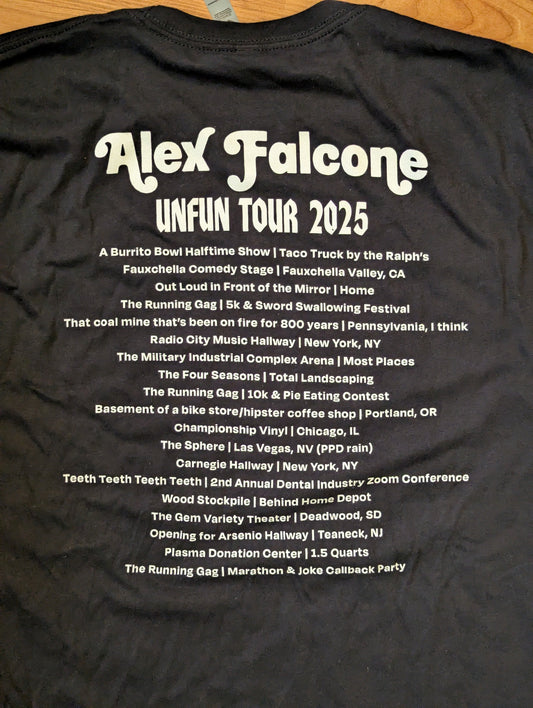 Alex Falcone
UNFUN TOUR 2025
A Burrito Bowl Halftime Show | Taco Truck by the Ralph's
Fauxchella Comedy Stage | Fauxchella Valley, CA
Out Loud in Front of the Mirror | Home
The Running Gag | 5k & Sword Swallowing Festival
That coal mine that's been on fire for 800 years | Pennsylvania, I think
Radio City Music Hallway | New York, NY
The Military Industrial Complex Arena | Most Places
The Four Seasons | Total Landscaping
The Running Gag | 10k & Pie Eating Contest
Basement of a bike store/hipster coffee shop | Portland, OR
Championship Vinyl | Chicago, IL
The Sphere | Las Vegas, NV (PPD rain)
Carnegie Hallway | New York, NY
Teeth Teeth Teeth Teeth | 2nd Annual Dental Industry Zoom Conference
Wood Stockpile | Behind Home Depot
The Gem Variety Theater | Deadwood, SD
Opening for Arsenio Hallway | Teaneck, NJ
Plasma Donation Center | 1.5 Quarts
The Running Gag | Marathon & Joke Callback Party